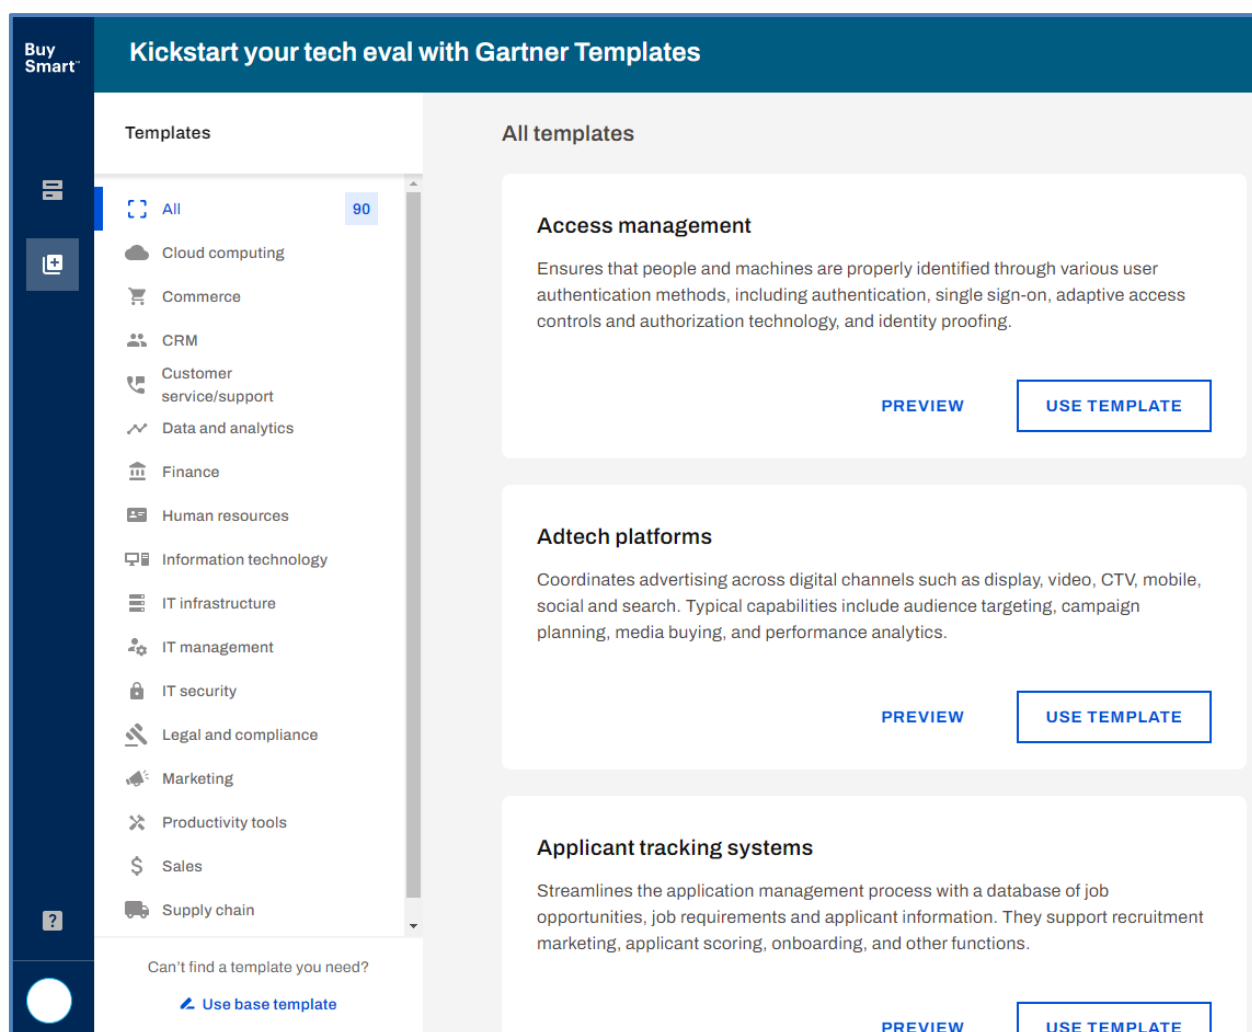 Buy
Smart™
Kickstart your tech eval with Gartner Templates
Templates
All
90
Cloud computing
Commerce
CRM
Customer
service/support
Data and analytics
Finance
Human resources
Information technology
IT infrastructure
IT management
IT security
Legal and compliance
Marketing
Productivity tools
Sales
Supply chain
Can't find a template you need?
Use base template
All templates
Access management
Ensures that people and machines are properly identified through various user
authentication methods, including authentication, single sign-on, adaptive access
controls and authorization technology, and identity proofing.
PREVIEW
USE TEMPLATE
Adtech platforms
Coordinates advertising across digital channels such as display, video, CTV, mobile,
social and search. Typical capabilities include audience targeting, campaign
planning, media buying, and performance analytics.
PREVIEW
USE TEMPLATE
Applicant tracking systems
Streamlines the application management process with a database of job
opportunities, job requirements and applicant information. They support recruitment
marketing, applicant scoring, onboarding, and other functions.
PREVIEW
USE TEMPLATE